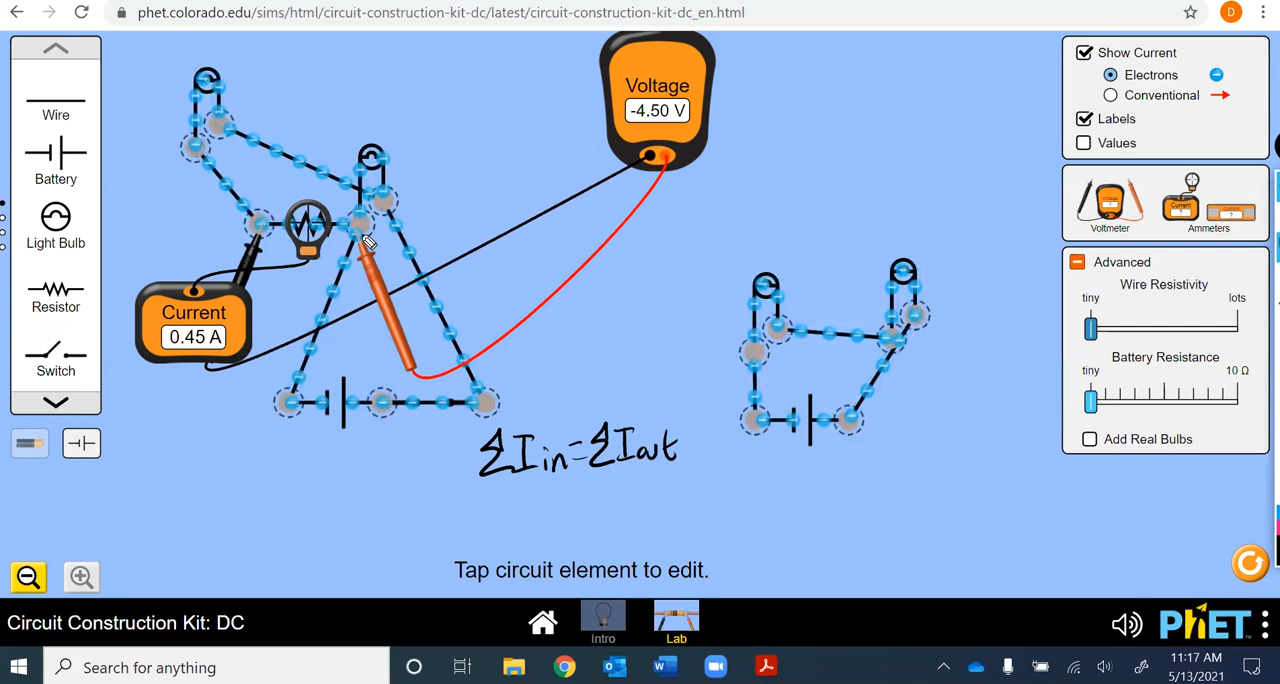 phet.colorado.edu/sims/html/circuit-construction-kit-dc/latest/circuit-construction-kit-dc_en.html
D
Wire
Battery
Light Bulb
Resistor
Switch
Voltage
-4.50 V
Current
0.45 A
ΣIin=ΣIout
Tap circuit element to edit.
Show Current
Electrons
Conventional
Labels
Values
Voltmeter
Current
?
Ammeters
Advanced
Wire Resistivity
tiny
lots
Battery Resistance
tiny
10 Ω
Add Real Bulbs
Circuit Construction Kit: DC
Intro
Lab
PhET
Search for anything
11:17 AM
5/13/2021